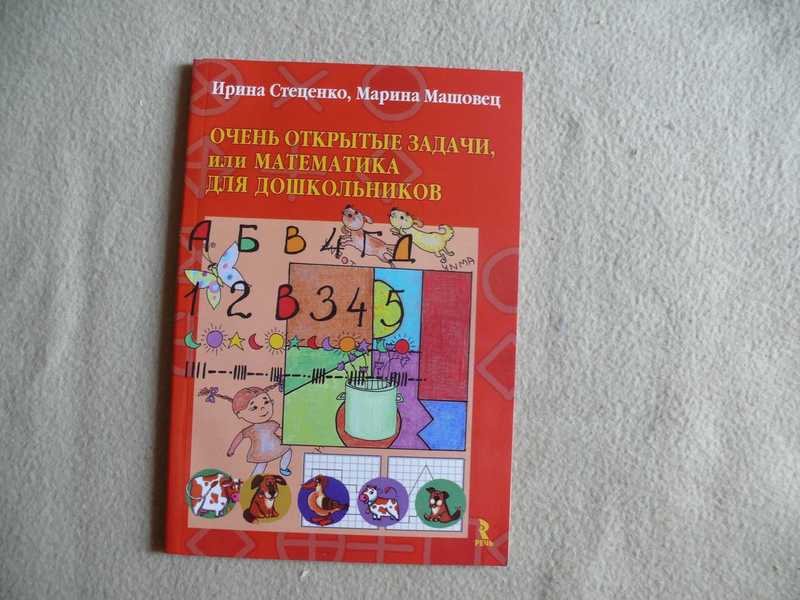 Ирина Стеценко, Марина Машовец
ОЧЕНЬ ОТКРЫТЫЕ ЗАДАЧИ,
или МАТЕМАТИКА
ДЛЯ ДОШКОЛЬНИКОВ
А Б В 4 Г Д
1 2 В 3 4 5
РЕЧЬ